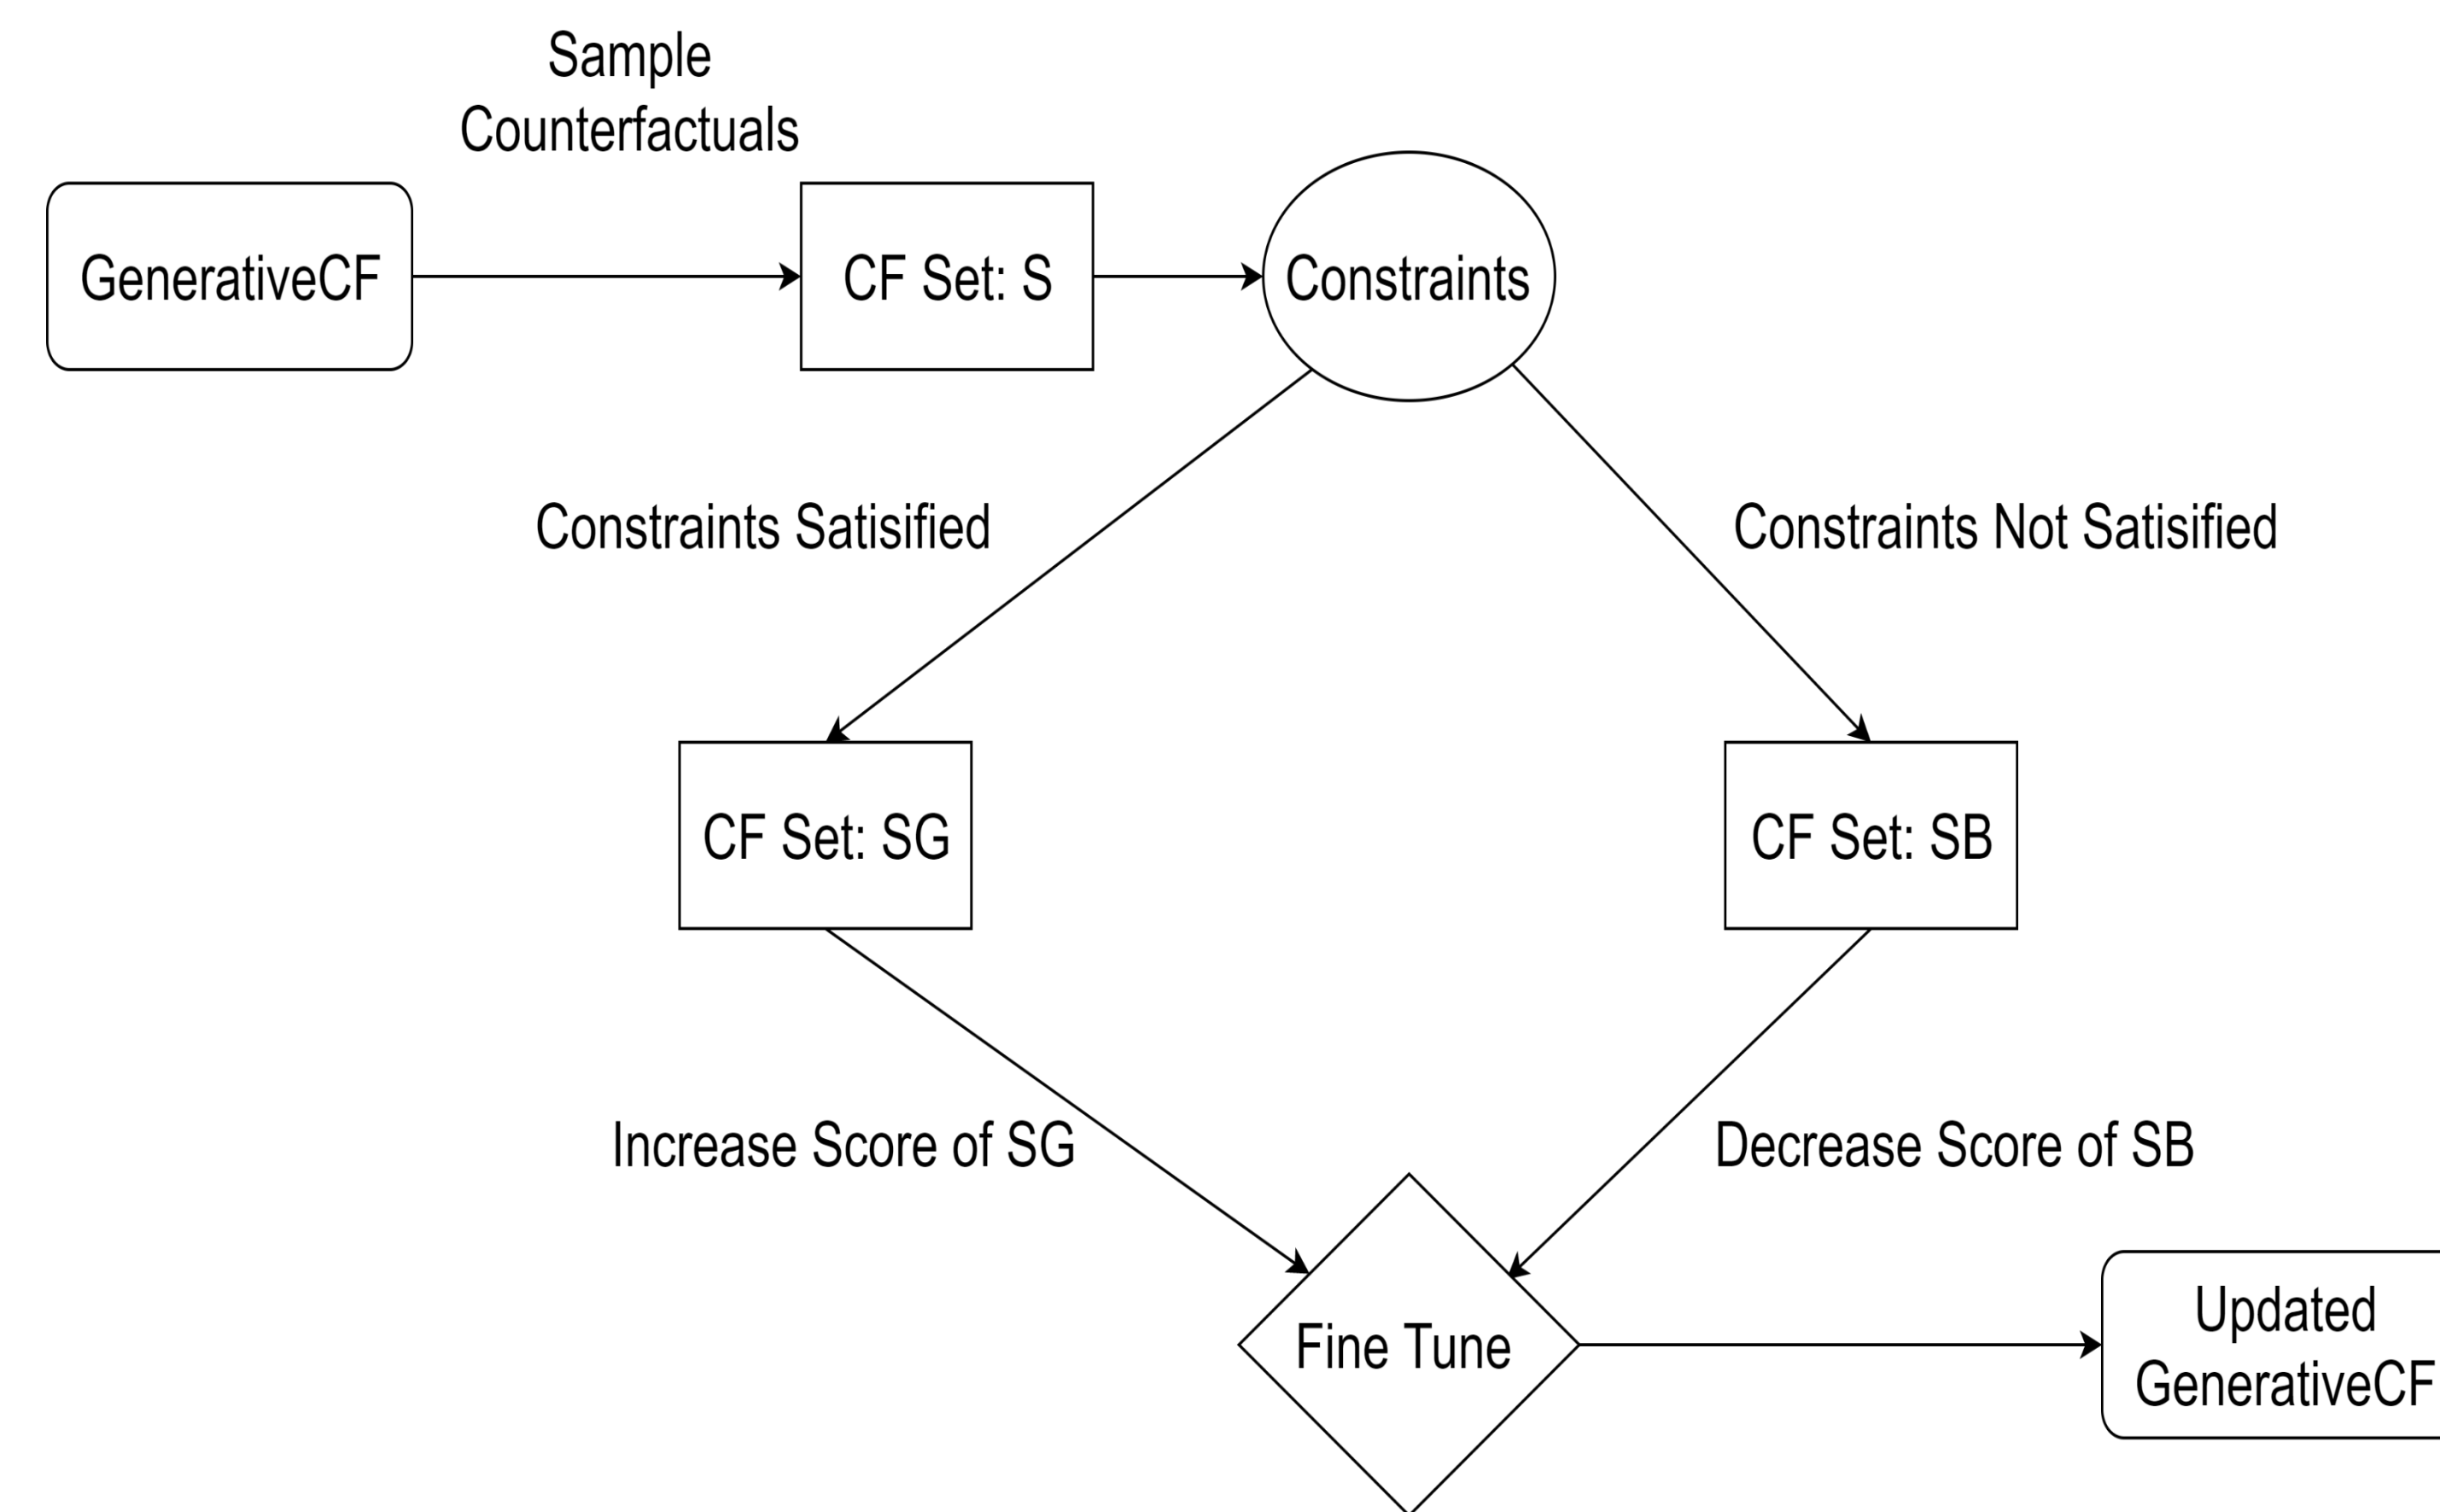 Sample
Counterfactuals
GenerativeCF
CF Set: S
Constraints
Constraints Satisified
Constraints Not Satisified
CF Set: SG
CF Set: SB
Increase Score of SG
Decrease Score of SB
Fine Tune
Updated
GenerativeCF